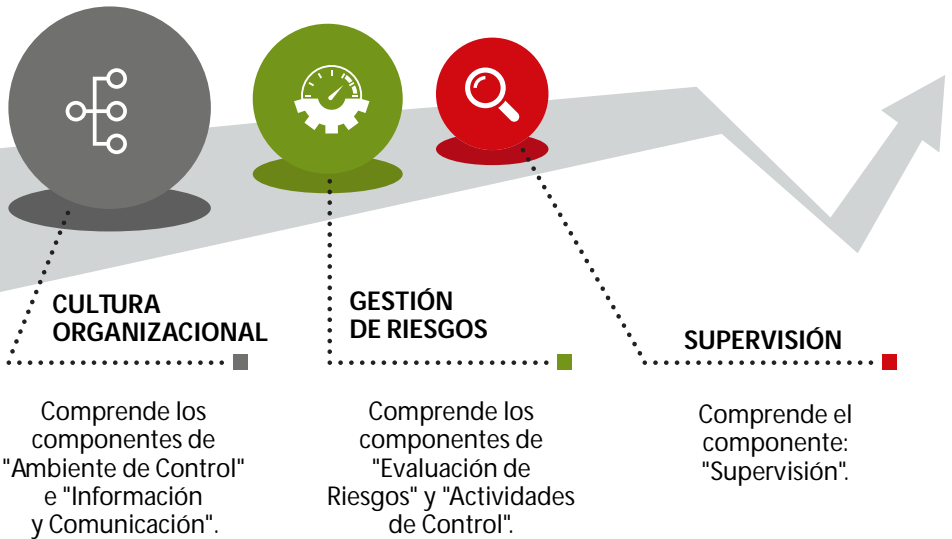 CULTURA
ORGANIZACIONAL
Comprende los
componentes de
"Ambiente de Control"
e "Información
y Comunicación".
GESTIÓN
DE RIESGOS
Comprende los
componentes de
"Evaluación de
Riesgos" y "Actividades
de Control".
SUPERVISIÓN
Comprende el
componente:
"Supervisión".